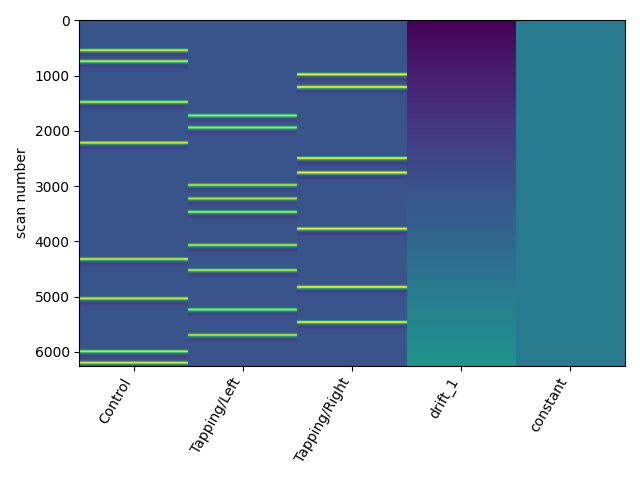 0
1000
2000
3000
4000
5000
6000
scan number
Control
Tapping/Left
Tapping/Right
drift_1
constant